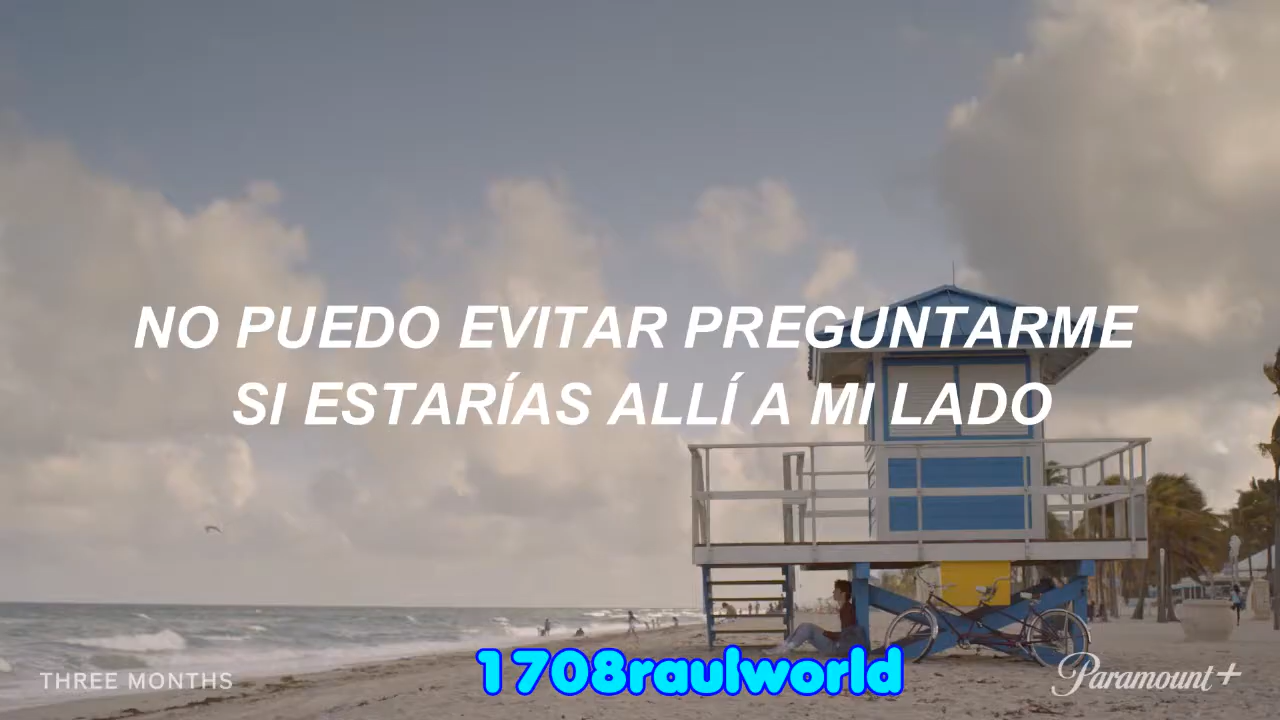 NO PUEDO EVITAR PREGUNTARME
SI ESTARÍAS ALLÍ A MI LADO
1708raulworld
THREE MONTHS
Paramount+